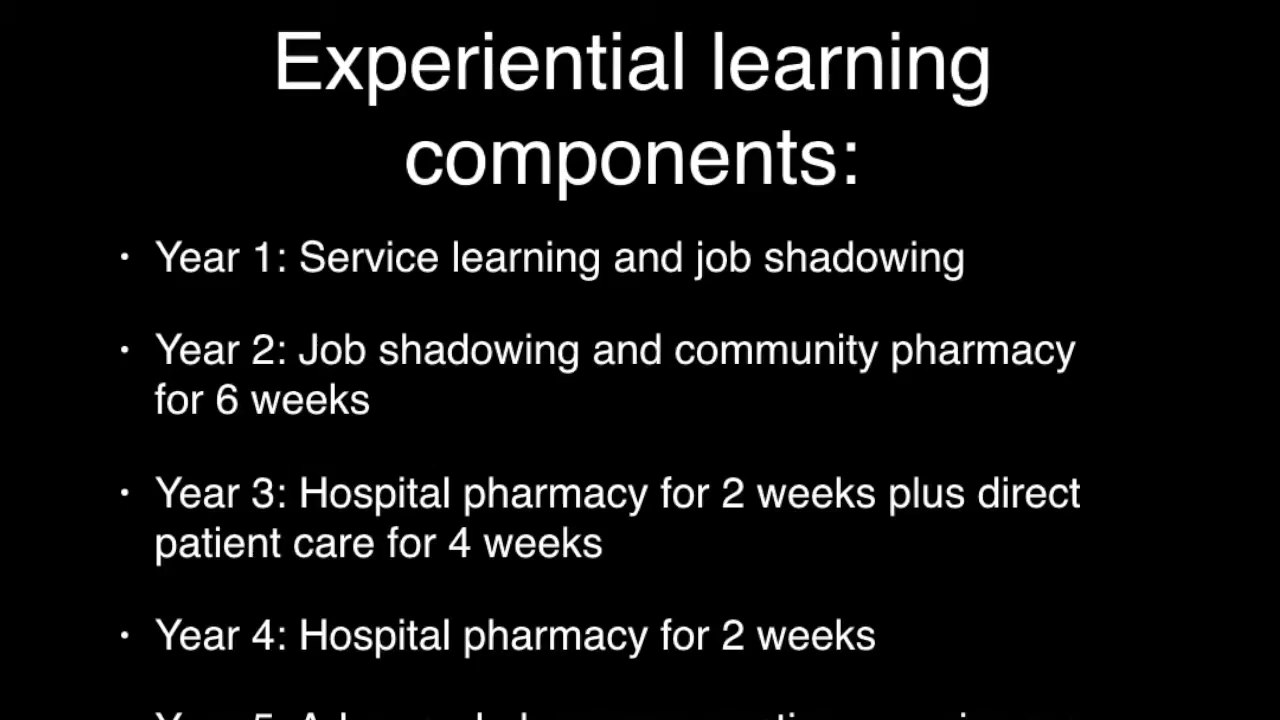 Experiential learning
components:
• Year 1: Service learning and job shadowing
• Year 2: Job shadowing and community pharmacy
for 6 weeks
• Year 3: Hospital pharmacy for 2 weeks plus direct
patient care for 4 weeks
• Year 4: Hospital pharmacy for 2 weeks
Year 5: